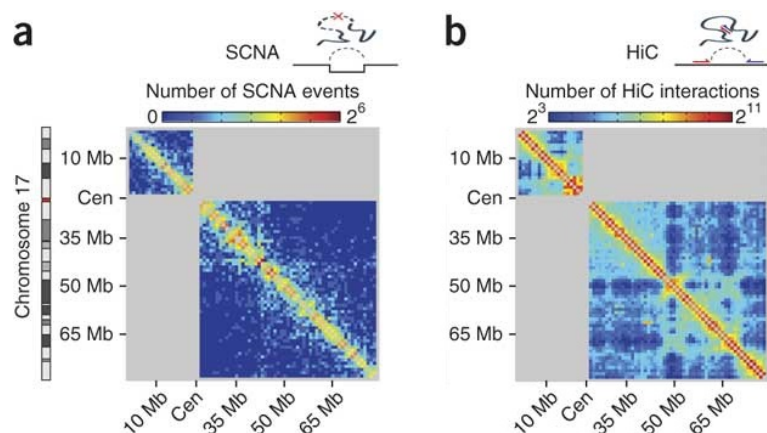 a
SCNA
Number of SCNA events
0 2^6
Chromosome 17
10 Mb
Cen
35 Mb
50 Mb
65 Mb
10 Mb
Cen
35 Mb
50 Mb
65 Mb
b
HiC
Number of HiC interactions
2^3 2^11
10 Mb
Cen
35 Mb
50 Mb
65 Mb
10 Mb
Cen
35 Mb
50 Mb
65 Mb